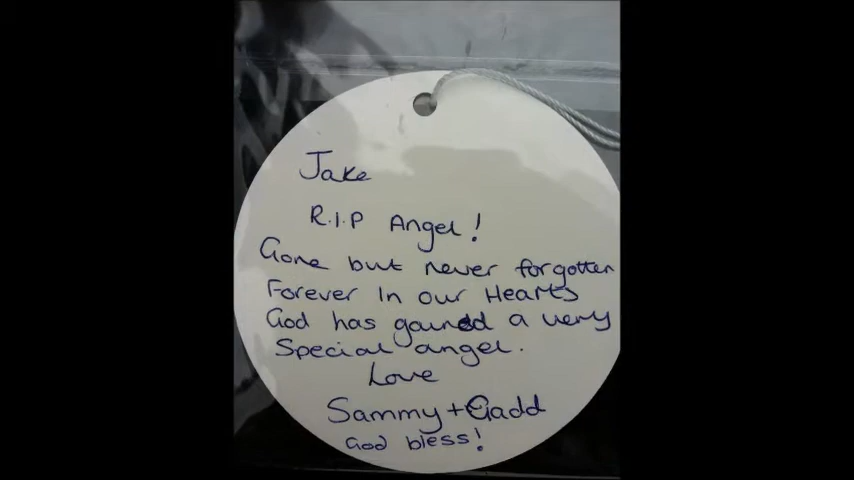 Jake
R.I.P Angel!
Gone but never forgotten
Forever In our Hearts
God has gained a very
Special angel.
Love
Sammy + Gadd
God bless!